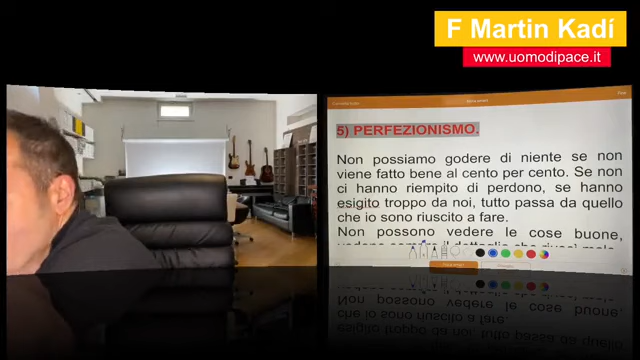 F Martin Kadí
www.uomodipace.it
5) PERFEZIONISMO.
Non possiamo godere di niente se non
viene fatto bene al cento per cento. Se non
ci hanno riempito di perdono, se hanno
esigito troppo da noi, tutto passa da quello
che io sono riuscito a fare.
Non possono vedere le cose buone,